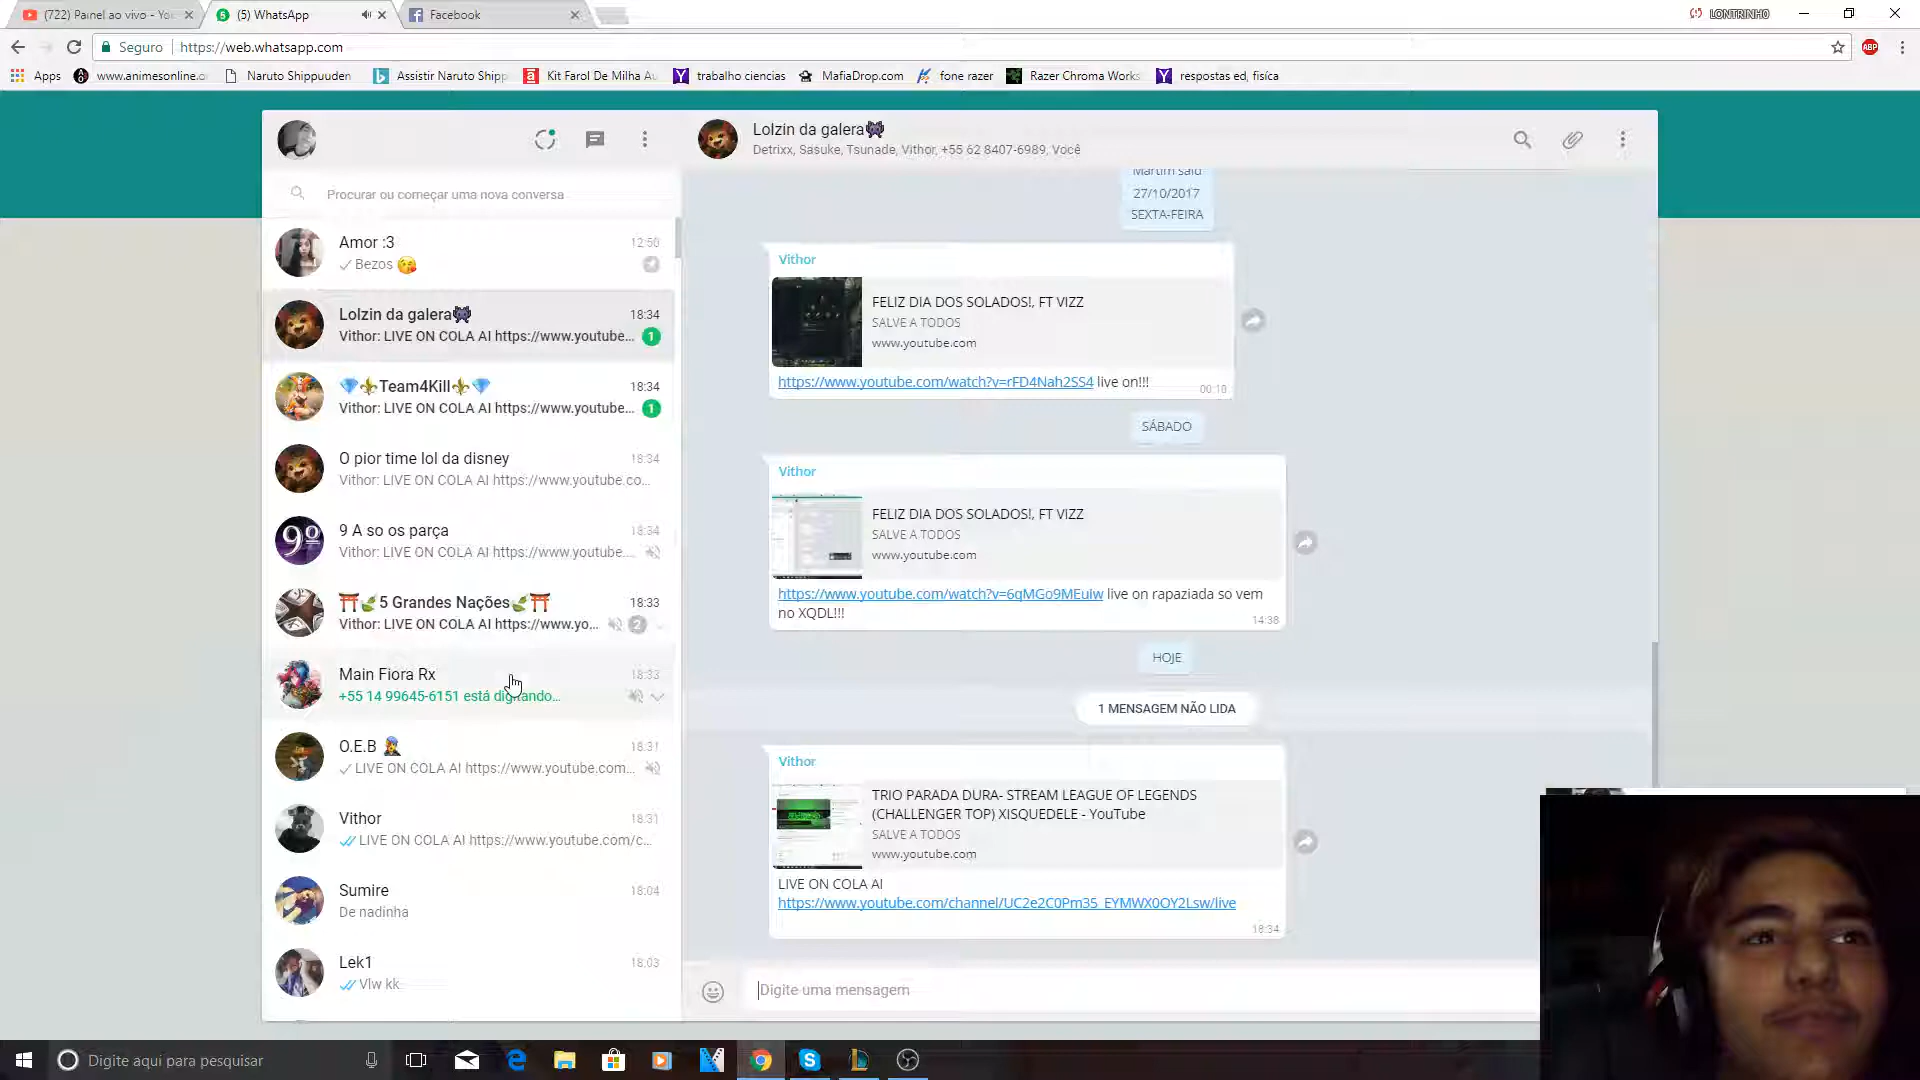 (722) Painel ao vivo - Yo
(5) WhatsApp
Facebook
LONTRINHO
Seguro
https://web.whatsapp.com
ABP
Apps
www.animesonline.o
Naruto Shippuuden
Assistir Naruto Shipp
Kit Farol De Milha Au
trabalho ciencias
MafiaDrop.com
fone razer
Razer Chroma Works
respostas ed, fisíca
Procurar ou começar uma nova conversa
Amor :3
12:50
Bezos 😘
Lolzin da galera👾
18:34
Vithor: LIVE ON COLA AI https://www.youtube...
1
💎⚜Team4Kill⚜💎
18:34
Vithor: LIVE ON COLA AI https://www.youtube...
1
O pior time lol da disney
18:34
Vithor: LIVE ON COLA AI https://www.youtube.co...
9º
9 A so os parça
18:34
Vithor: LIVE ON COLA AI https://www.youtube....
⛩🍃5 Grandes Nações🍃⛩
18:33
Vithor: LIVE ON COLA AI https://www.yo...
2
Main Fiora Rx
18:33
+55 14 99645-6151 está digitando...
O.E.B
18:31
LIVE ON COLA AI https://www.youtube.com...
Vithor
18:31
LIVE ON COLA AI https://www.youtube.com/c...
Sumire
18:04
De nadinha
Lek1
18:03
Vlw kk
Lolzin da galera👾
Detrixx, Sasuke, Tsunade, Vithor, +55 62 8407-6989, Você
Martim saiu
27/10/2017
SEXTA-FEIRA
Vithor
FELIZ DIA DOS SOLADOS!, FT VIZZ
SALVE A TODOS
www.youtube.com
https://www.youtube.com/watch?v=rFD4Nah2SS4 live on!!!
00:10
SÁBADO
Vithor
FELIZ DIA DOS SOLADOS!, FT VIZZ
SALVE A TODOS
www.youtube.com
https://www.youtube.com/watch?v=6qMGo9MEuIw live on rapaziada so vem
no XQDL!!!
14:38
HOJE
1 MENSAGEM NÃO LIDA
Vithor
TRIO PARADA DURA- STREAM LEAGUE OF LEGENDS
(CHALLENGER TOP) XISQUEDELE - YouTube
SALVE A TODOS
www.youtube.com
LIVE ON COLA AI
https://www.youtube.com/channel/UC2e2C0Pm35_EYMWX0OY2Lsw/live
18:34
Digite uma mensagem
Digite aqui para pesquisar